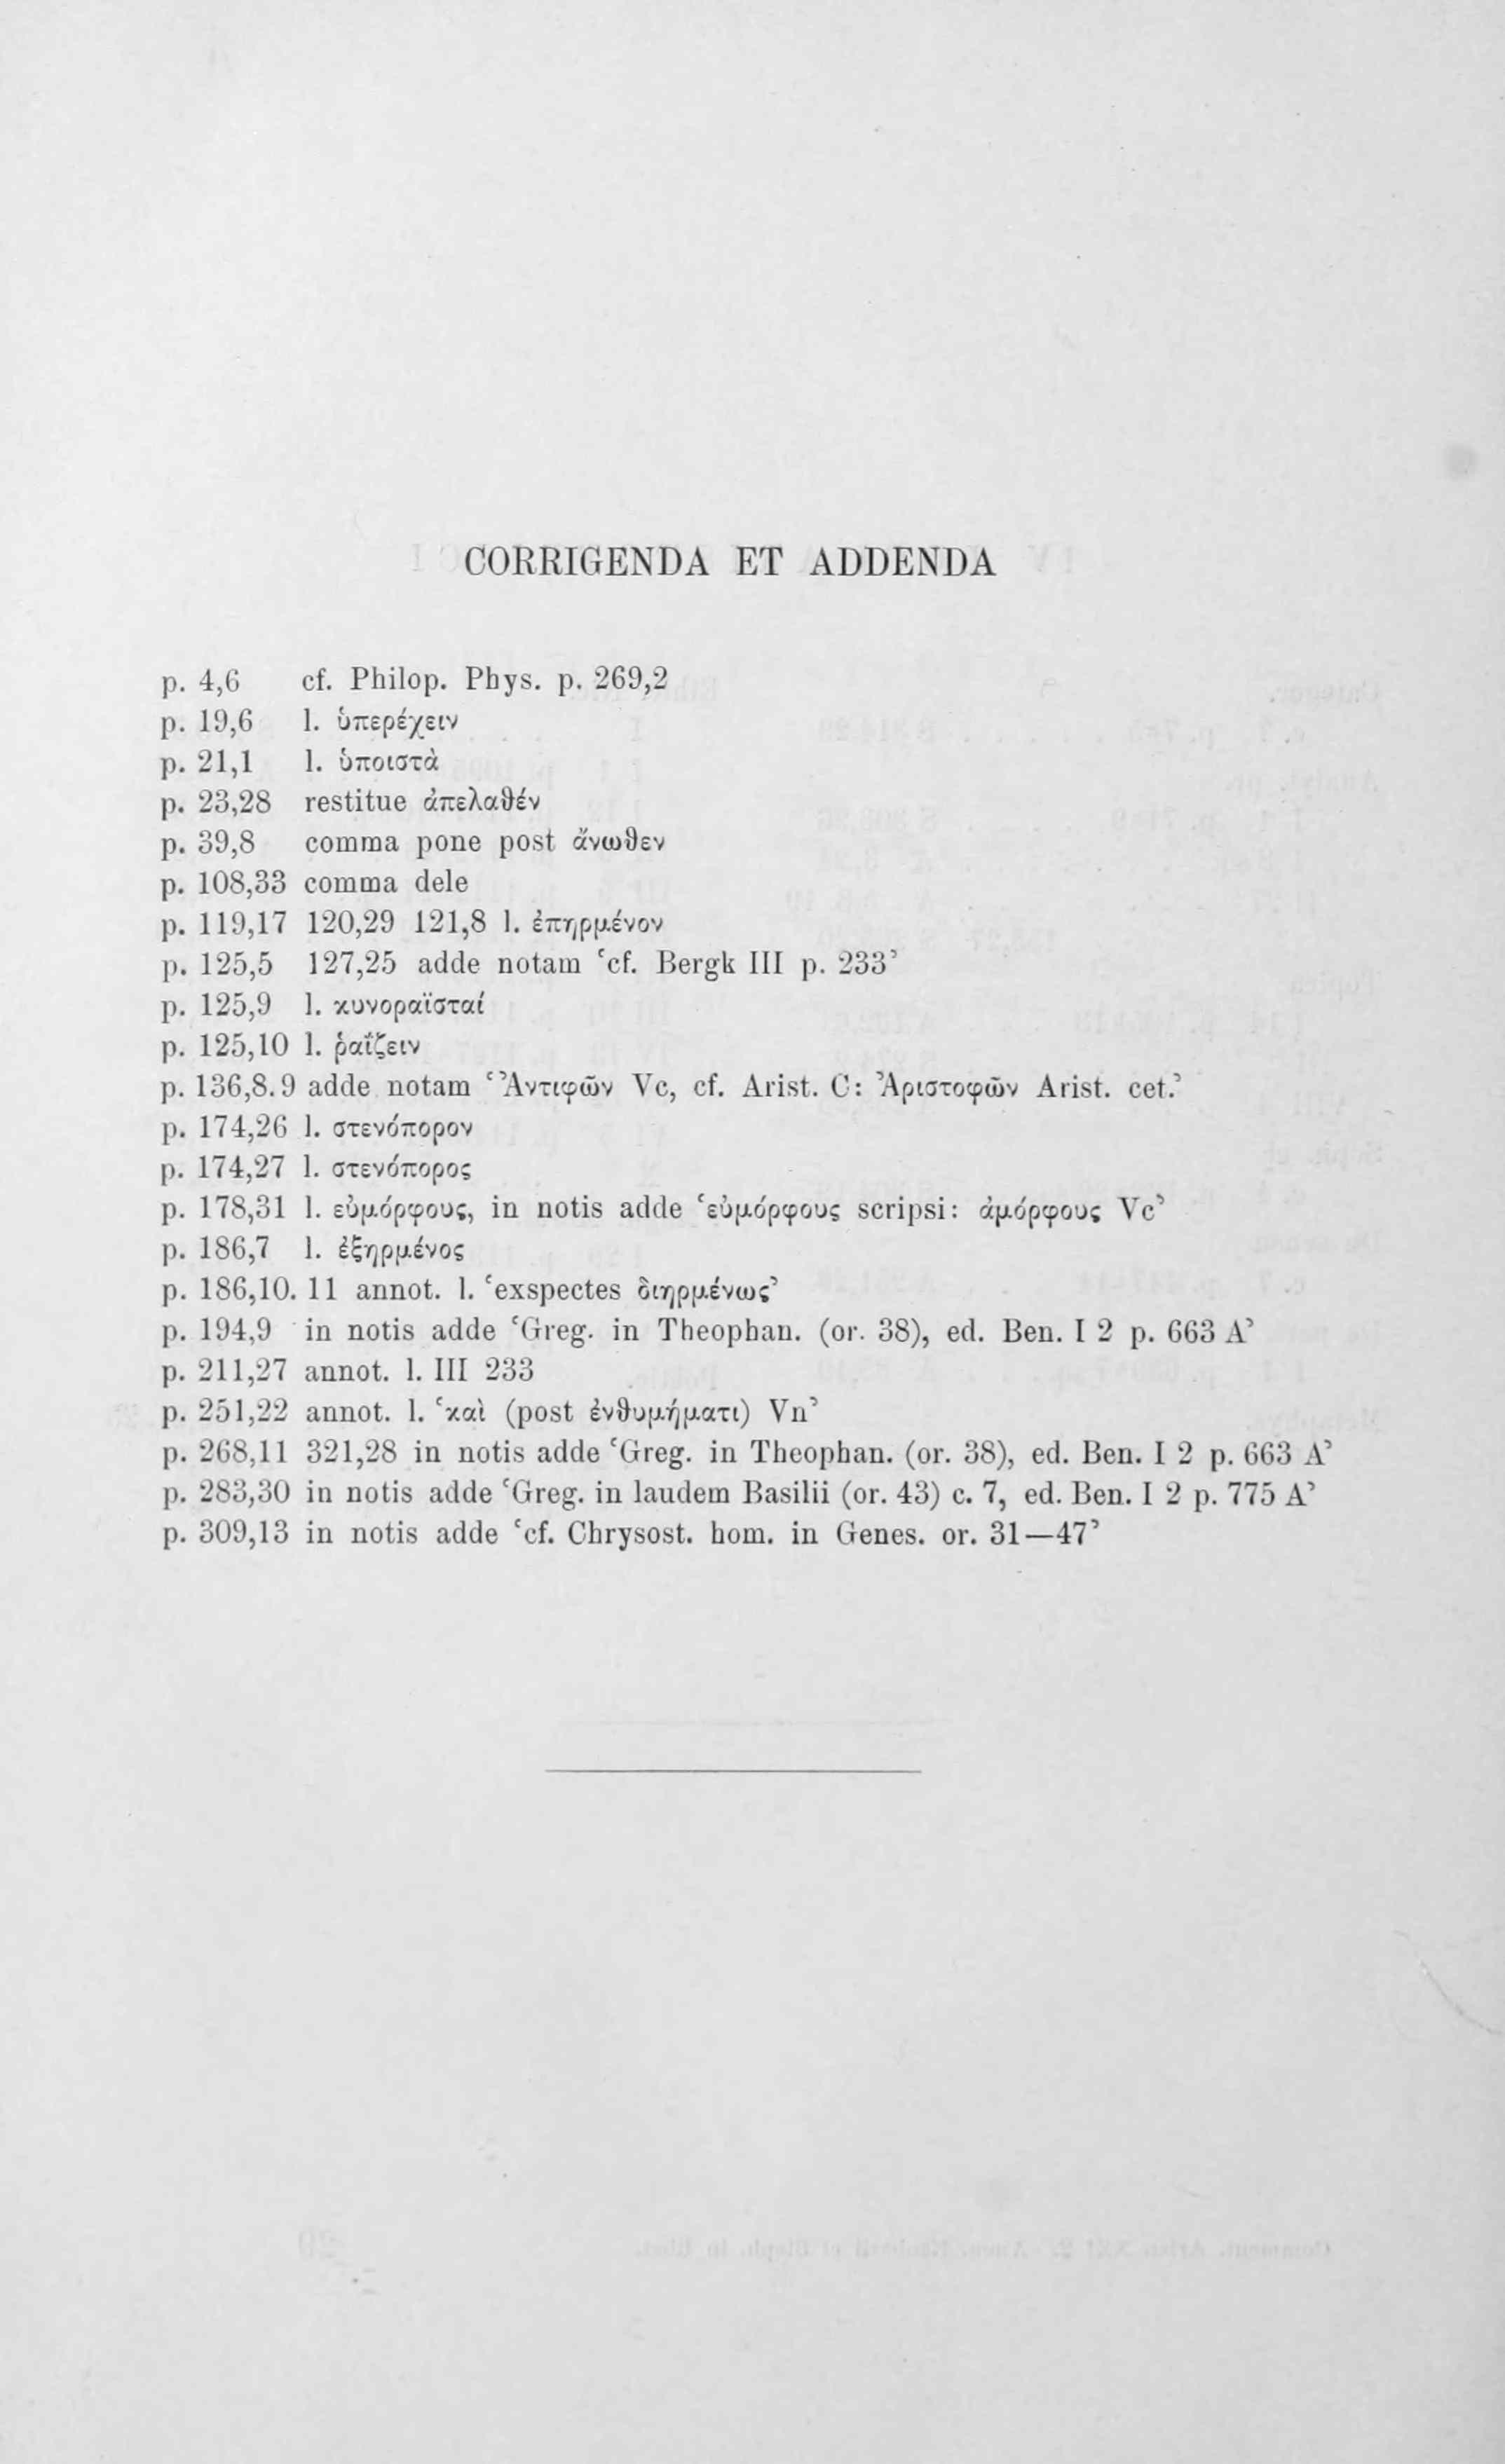 CORRIGENDA ET ADDENDA
p. 4,6 cf. Philop. Phys. p. 269,2
p. 19,6 l. ὑπερέχειν
p. 21,1 l. ὑποιστὰ
p. 23,28 restitue ἀπελαθέν
p. 39,8 comma pone post ἄνωθεν
p. 108,33 comma dele
p. 119,17 120,29 121,8 l. ἐπηρμένον
p. 125,5 127,25 adde notam ‘cf. Bergk III p. 233’
p. 125,9 l. κυνοραϊσταί
p. 125,10 l. ῥαΐζειν
p. 136,8.9 adde notam ‘Ἀντιφῶν Vc, cf. Arist. C: Ἀριστοφῶν Arist. cet.’
p. 174,26 l. στενόπορον
p. 174,27 l. στενόπορος
p. 178,31 l. εὐμόρφους, in notis adde ‘εὐμόρφους scripsi: ἀμόρφους Vc’
p. 186,7 l. ἐξηρμένος
p. 186,10. 11 annot. l. ‘exspectes διηρμένως’
p. 194,9 in notis adde ‘Greg. in Theophan. (or. 38), ed. Ben. I 2 p. 663 A’
p. 211,27 annot. l. III 233
p. 251,22 annot. l. ‘καὶ (post ἐνθυμήματι) Vn’
p. 268,11 321,28 in notis adde ‘Greg. in Theophan. (or. 38), ed. Ben. I 2 p. 663 A’
p. 283,30 in notis adde ‘Greg. in laudem Basilii (or. 43) c. 7, ed. Ben. I 2 p. 775 A’
p. 309,13 in notis adde ‘cf. Chrysost. hom. in Genes. or. 31—47’